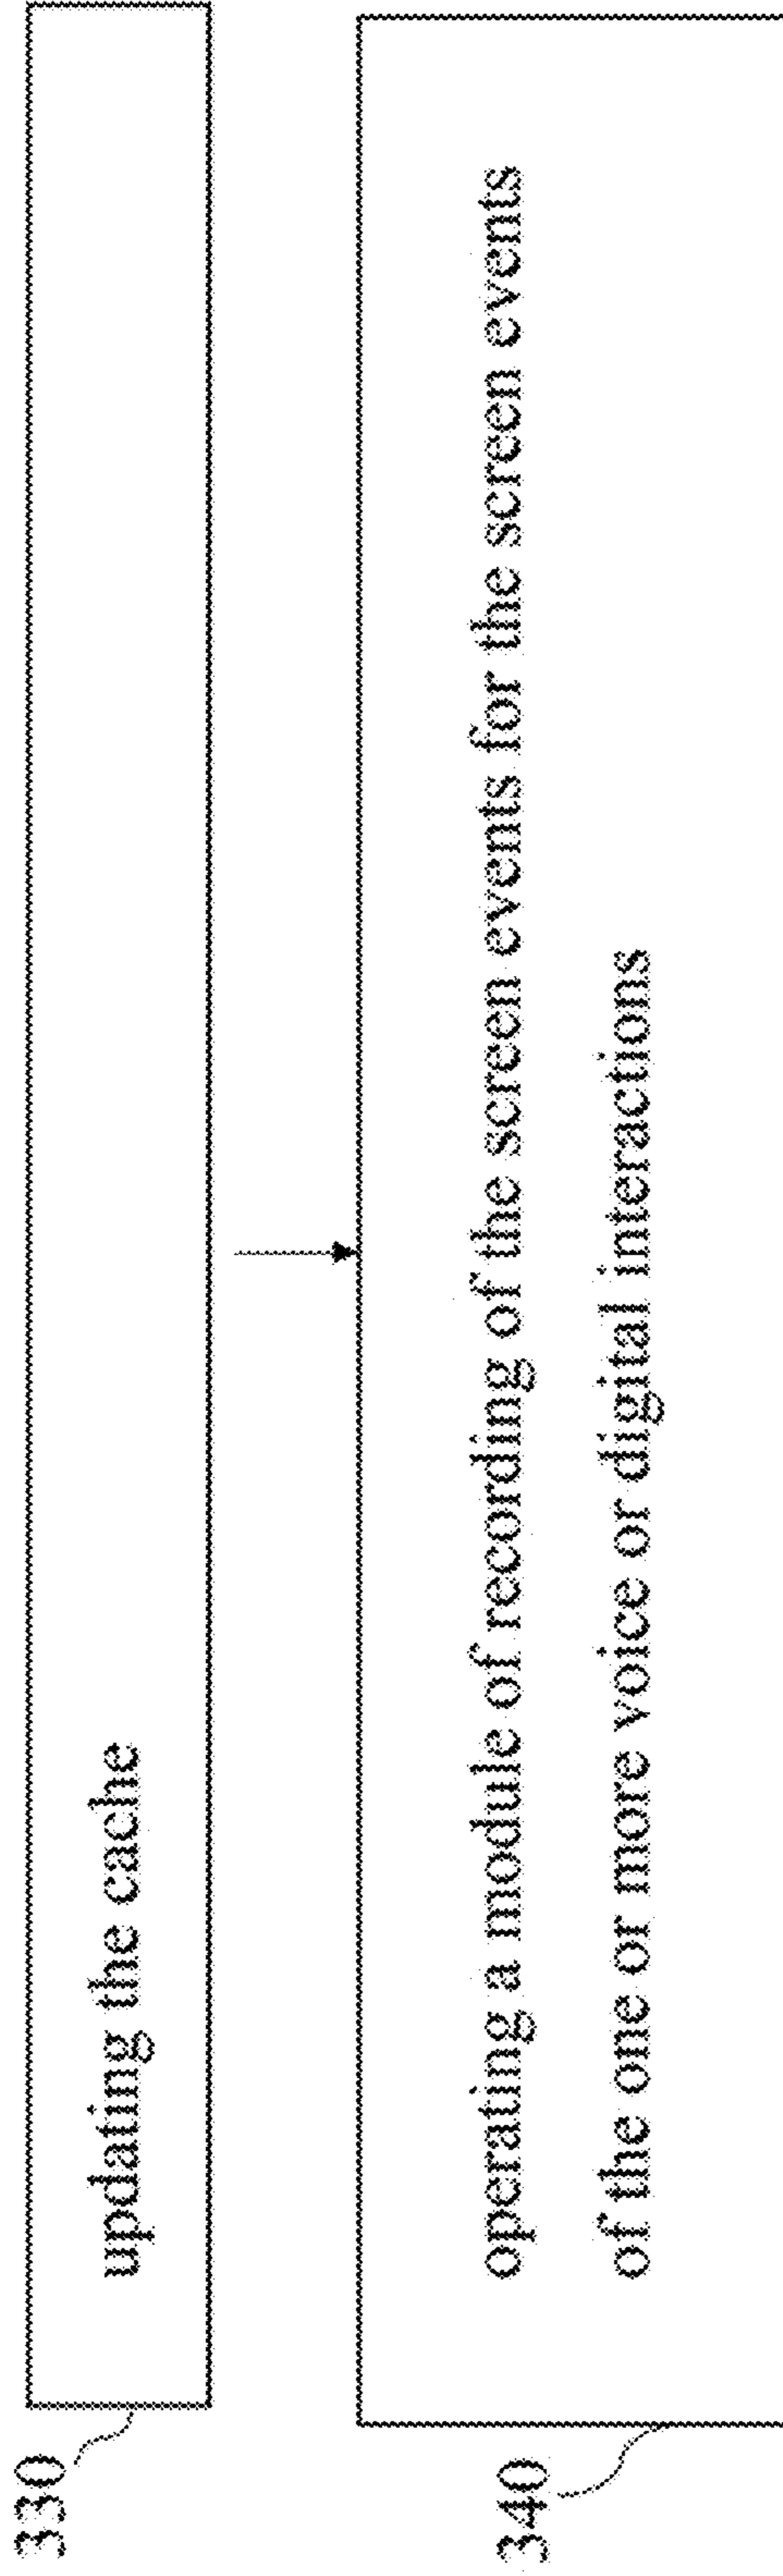 330
updating the cache
340
operating a module of recording of the screen events for the screen events
of the one or more voice or digital interactions